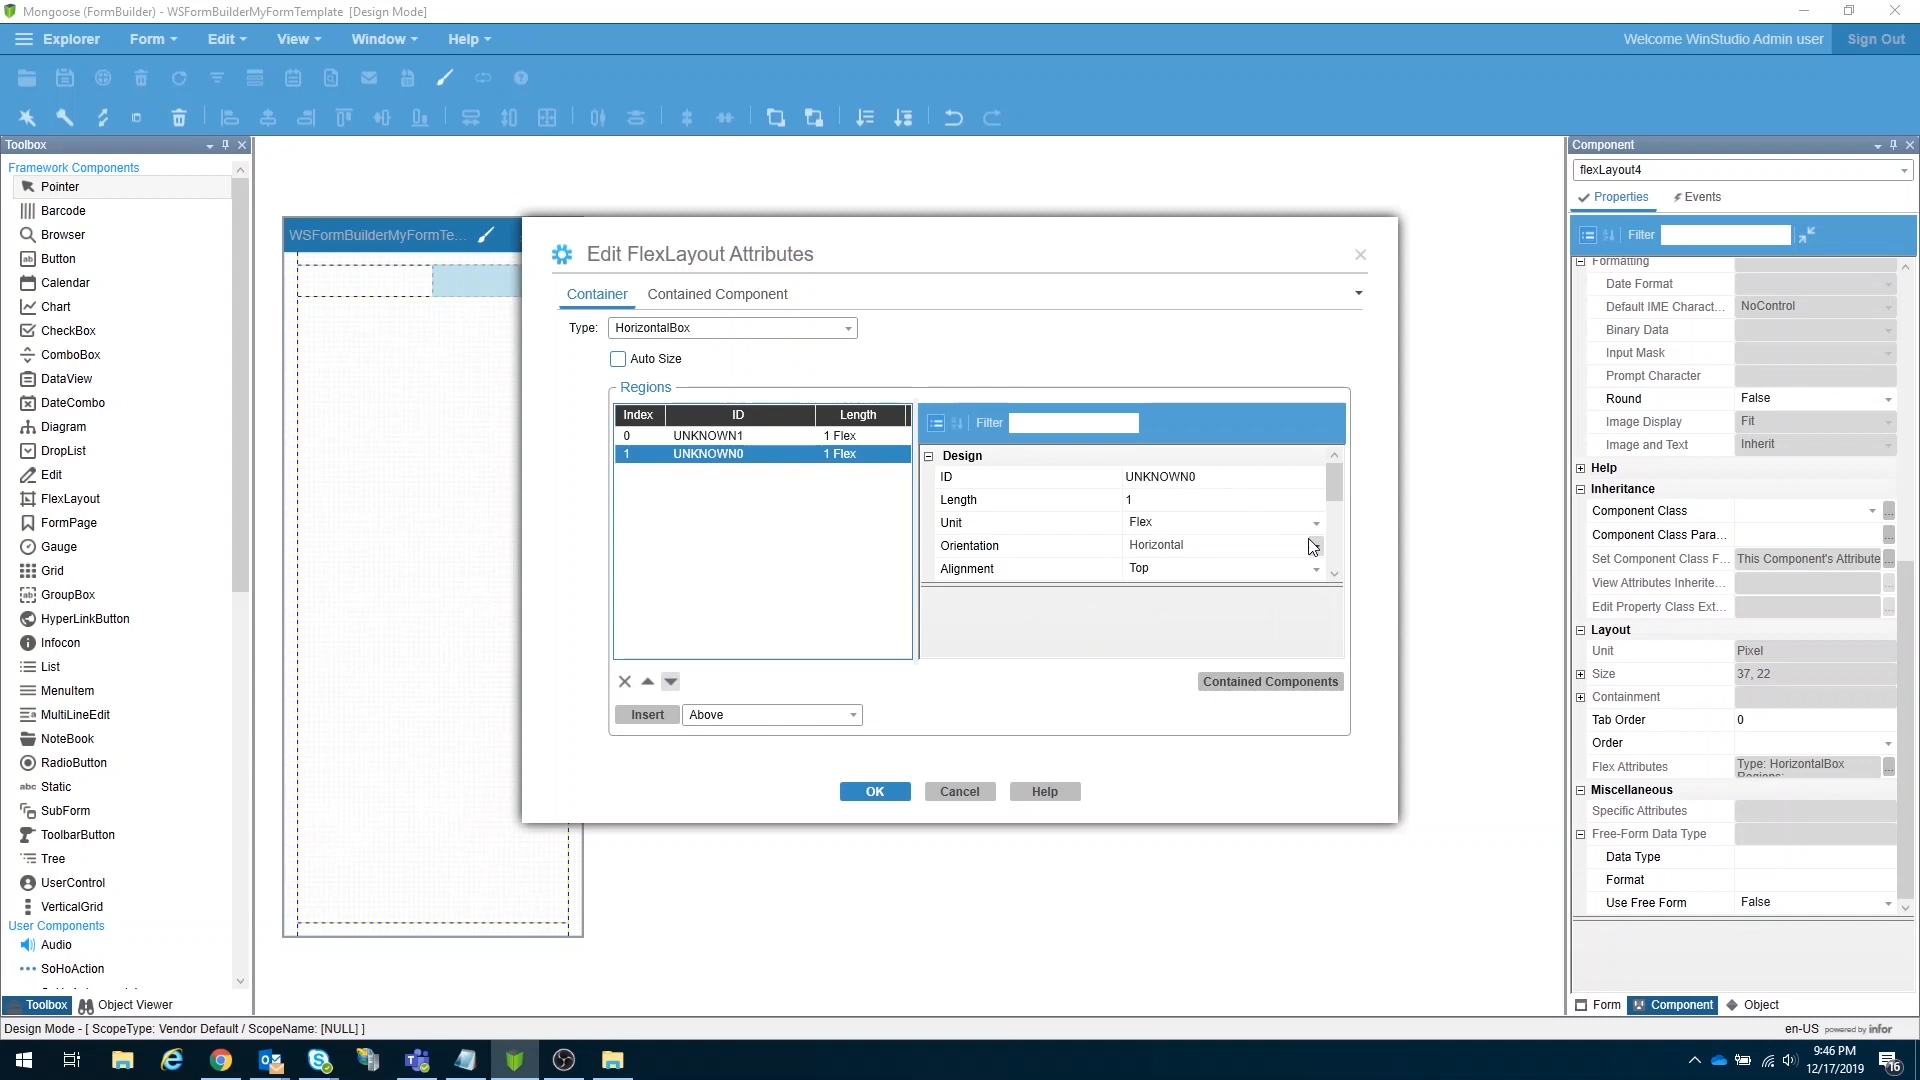 Mongoose (FormBuilder) - WSFormBuilderMyFormTemplate [Design Mode]
Explorer Form Edit View Window Help
Welcome WinStudio Admin user Sign Out
Toolbox
Framework Components
Pointer
Barcode
Browser
Button
Calendar
Chart
CheckBox
ComboBox
DataView
DateCombo
Diagram
DropList
Edit
FlexLayout
FormPage
Gauge
Grid
GroupBox
HyperLinkButton
Infocon
List
MenuItem
MultiLineEdit
NoteBook
RadioButton
Static
SubForm
ToolbarButton
Tree
UserControl
VerticalGrid
User Components
Audio
SoHoAction
Toolbox Object Viewer
WSFormBuilderMyFormTe...
Edit FlexLayout Attributes
Container Contained Component
Type: HorizontalBox
Auto Size
Regions
Index ID Length
0 UNKNOWN1 1 Flex
1 UNKNOWN0 1 Flex
Filter
Design
ID UNKNOWN0
Length 1
Unit Flex
Orientation Horizontal
Alignment Top
Contained Components
Insert Above
OK Cancel Help
Component
flexLayout4
Properties Events
Filter
Formatting
Date Format
Default IME Charact... NoControl
Binary Data
Input Mask
Prompt Character
Round False
Image Display Fit
Image and Text Inherit
Help
Inheritance
Component Class ...
Component Class Para... ...
Set Component Class F... This Component's Attribute ...
View Attributes Inherite... ...
Edit Property Class Ext... ...
Layout
Unit Pixel
Size 37, 22
Containment
Tab Order 0
Order
Flex Attributes Type: HorizontalBox ...
Miscellaneous
Specific Attributes
Free-Form Data Type
Data Type
Format
Use Free Form False
Form Component Object
Design Mode - [ ScopeType: Vendor Default / ScopeName: [NULL] ]
en-US powered by infor
9:46 PM
12/17/2019
16